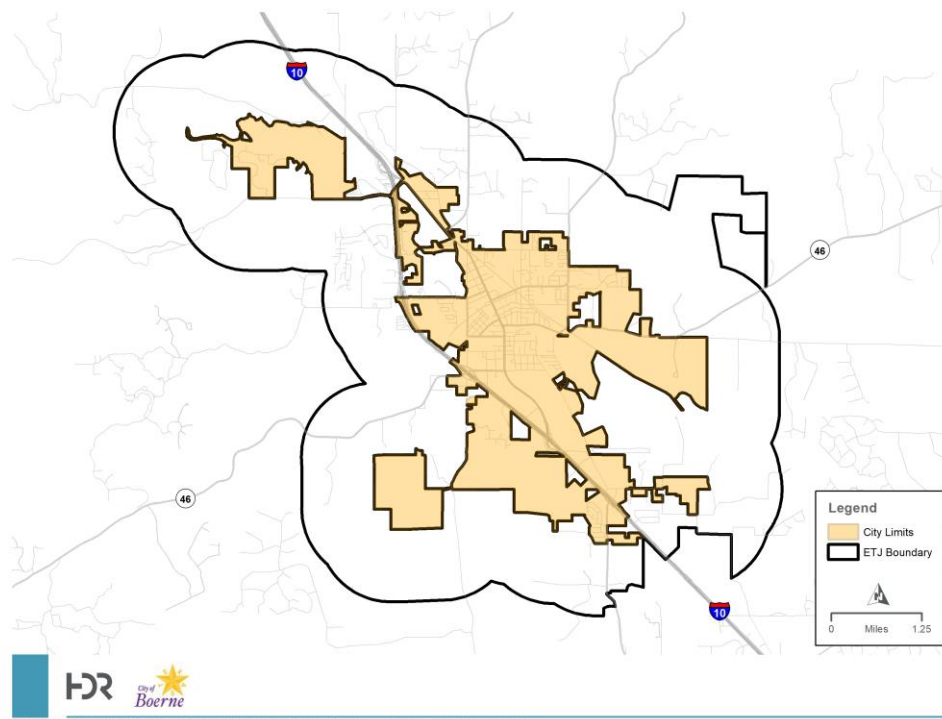 10
46
46
10
Legend
City Limits
ETJ Boundary
N
0 Miles 1.25
HDR
City of
Boerne